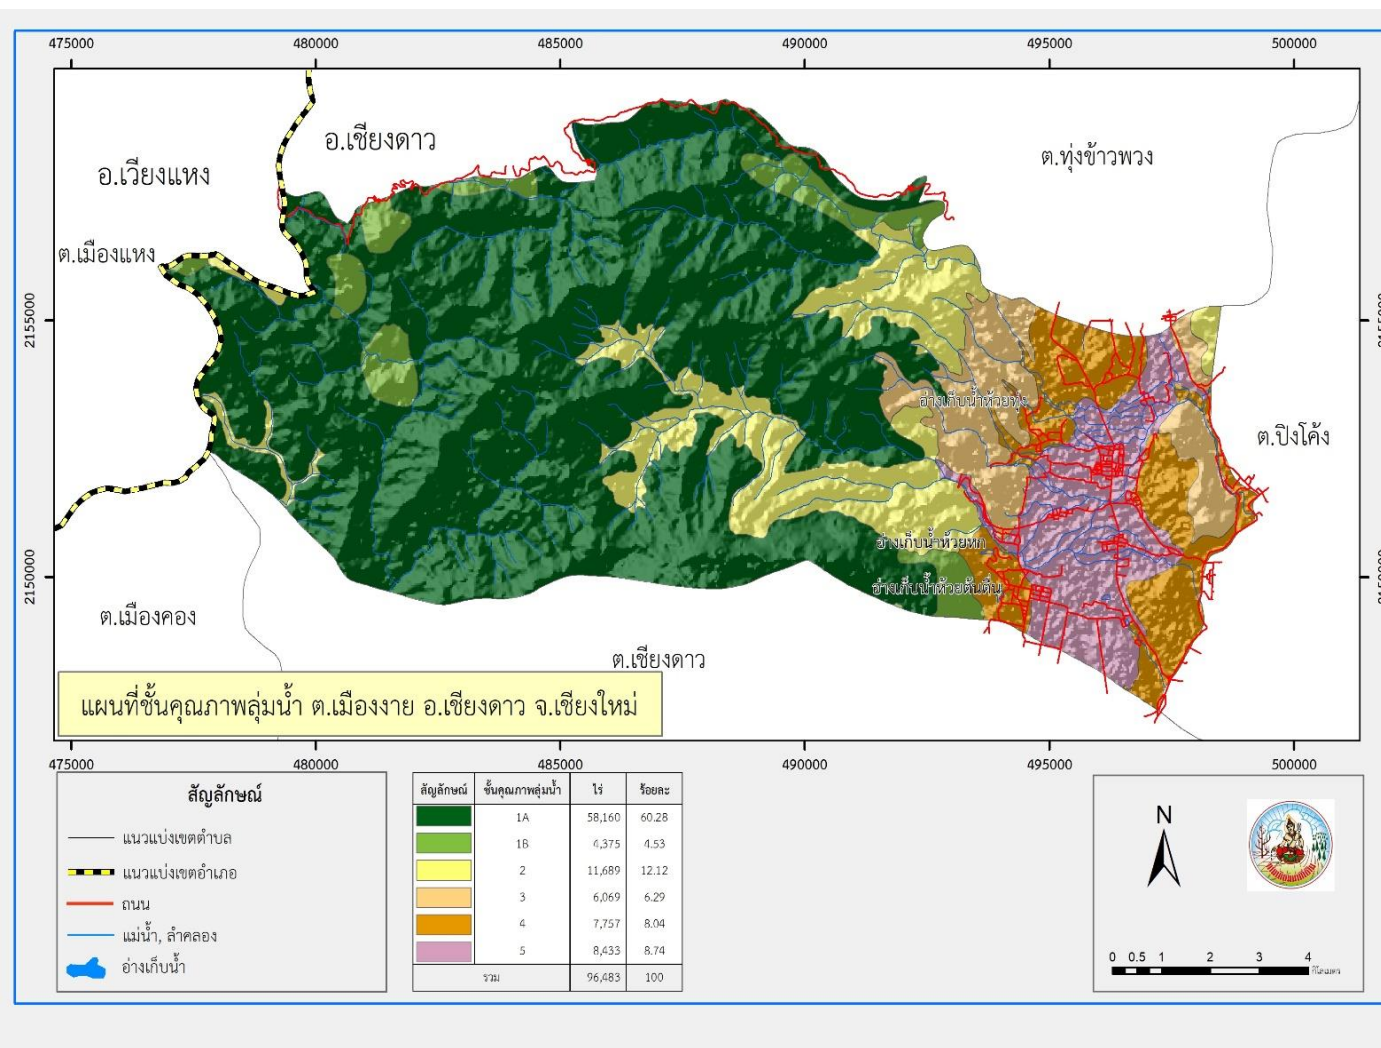 475000 480000 485000 490000 495000 500000
อ.เชียงดาว
ต.ทุ่งข้าวพวง
อ.เวียงแหง
ต.เมืองแหง
2155000
2155000
อ่างเก็บน้ำห้วยทุง
ต.ปิงโค้ง
อ่างเก็บน้ำห้วยหก
2150000
2150000
อ่างเก็บน้ำห้วยต้นตื่น
ต.เมืองคอง
ต.เชียงดาว
แผนที่ชั้นคุณภาพลุ่มน้ำ ต.เมืองงาย อ.เชียงดาว จ.เชียงใหม่
475000 480000 485000 490000 495000 500000
สัญลักษณ์
แนวแบ่งเขตตำบล
แนวแบ่งเขตอำเภอ
ถนน
แม่น้ำ, ลำคลอง
อ่างเก็บน้ำ
สัญลักษณ์ ชั้นคุณภาพลุ่มน้ำ ไร่ ร้อยละ
1A 58,160 60.28
1B 4,375 4.53
2 11,689 12.12
3 6,069 6.29
4 7,757 8.04
5 8,433 8.74
รวม 96,483 100
N
0 0.5 1 2 3 4
กิโลเมตร